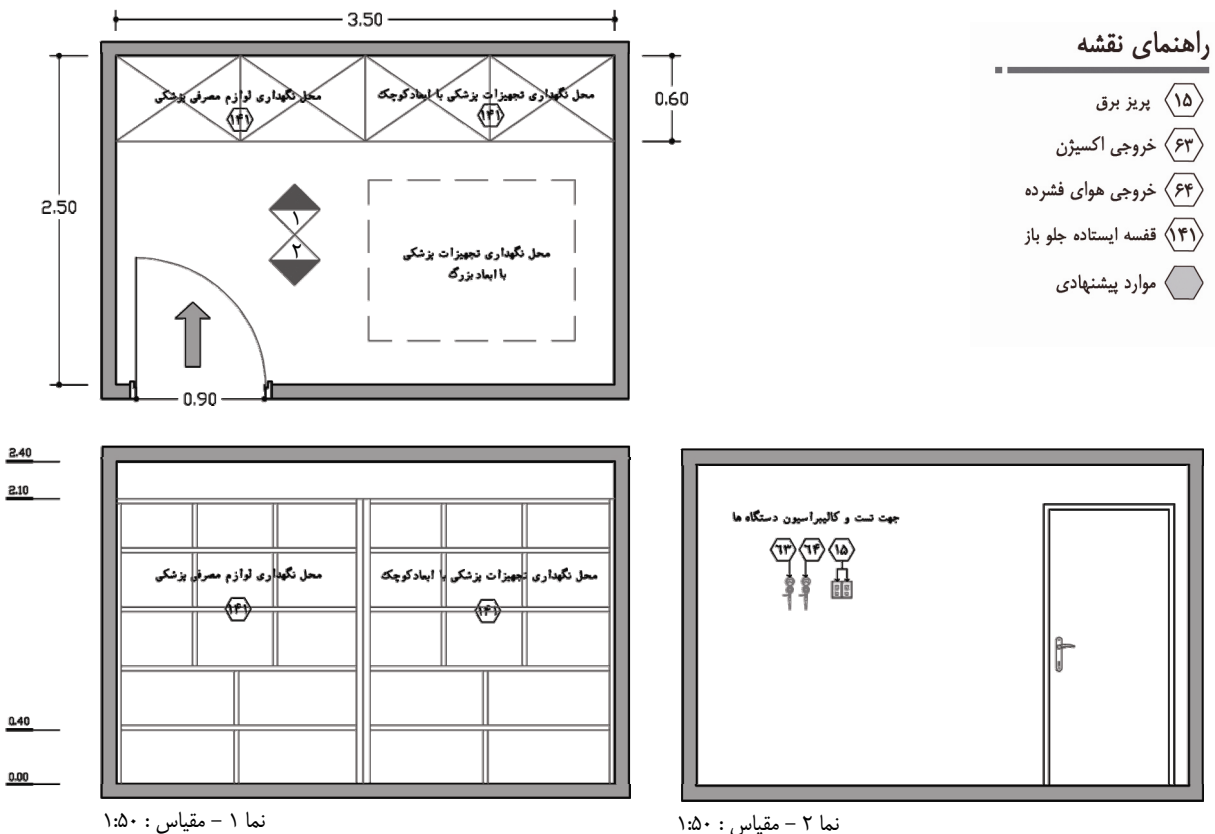 راهنمای نقشه
۱۵ پریز برق
۶۳ خروجی اکسیژن
۶۴ خروجی هوای فشرده
۱۴۱ قفسه ایستاده جلو باز
موارد پیشنهادی
3.50
محل نگهداری تجهیزات پزشکی با ابعاد کوچک
۱۴۱
محل نگهداری لوازم مصرفی پزشکی
۱۴۱
0.60
2.50
۱
۲
محل نگهداری تجهیزات پزشکی
با ابعاد بزرگ
0.90
2.40
2.10
0.40
0.00
محل نگهداری تجهیزات پزشکی با ابعاد کوچک
۱۴۱
محل نگهداری لوازم مصرفی پزشکی
۱۴۱
نما ۱ – مقیاس : ۱:۵۰
جهت تست و کالیبراسیون دستگاه ها
۶۳ ۶۴ ۱۵
نما ۲ – مقیاس : ۱:۵۰